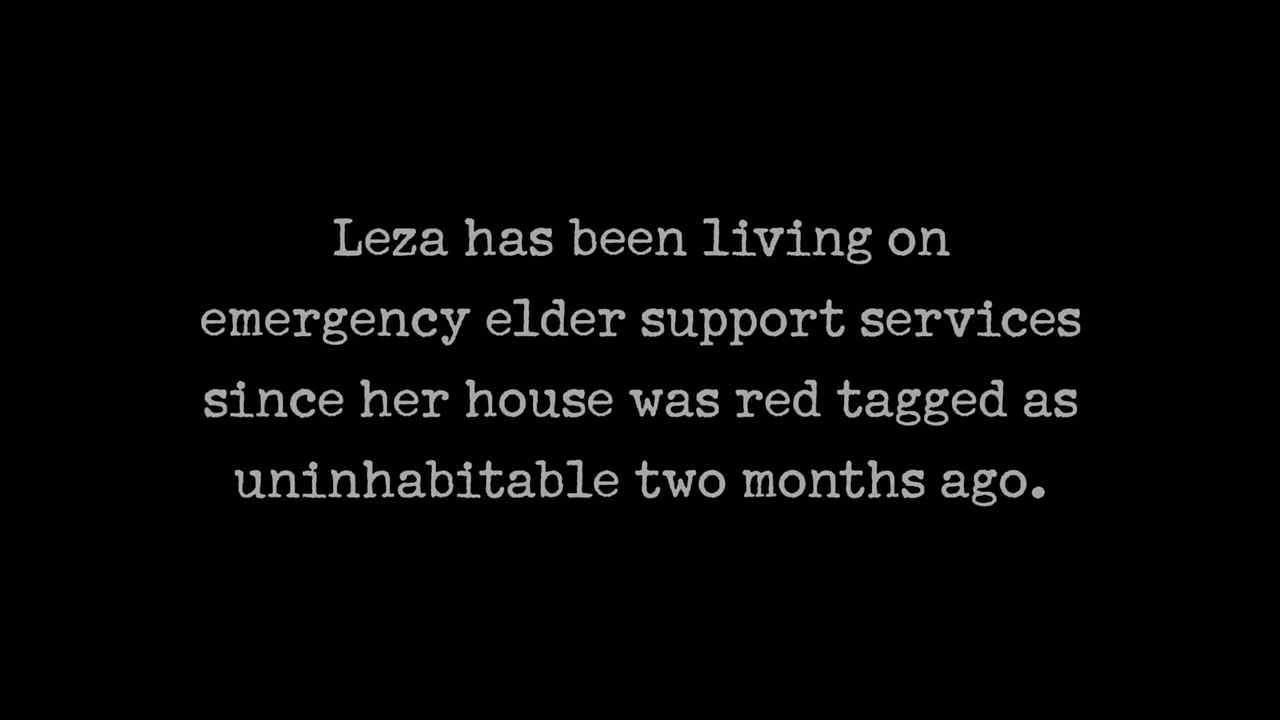 Leza has been living on
emergency elder support services
since her house was red tagged as
uninhabitable two months ago.